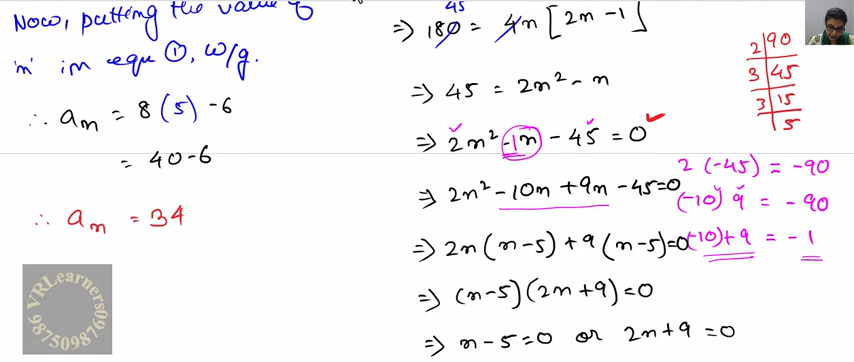 Now, putting the value of
'n' in equ ①, w/g.
∴ an = 8 (5) - 6
= 40 - 6
∴ an = 34
VRLearners
9875098760
45
⇒ 180 = 4n [2n - 1]
⇒ 45 = 2n² - n
⇒ 2n² - 1n - 45 = 0
⇒ 2n² - 10n + 9n - 45 = 0
⇒ 2n (n - 5) + 9 (n - 5) = 0
⇒ (n - 5) (2n + 9) = 0
⇒ n - 5 = 0 or 2n + 9 = 0
2 | 90
3 | 45
3 | 15
| 5
2 (-45) = -90
(-10) 9 = -90
(-10) + 9 = -1